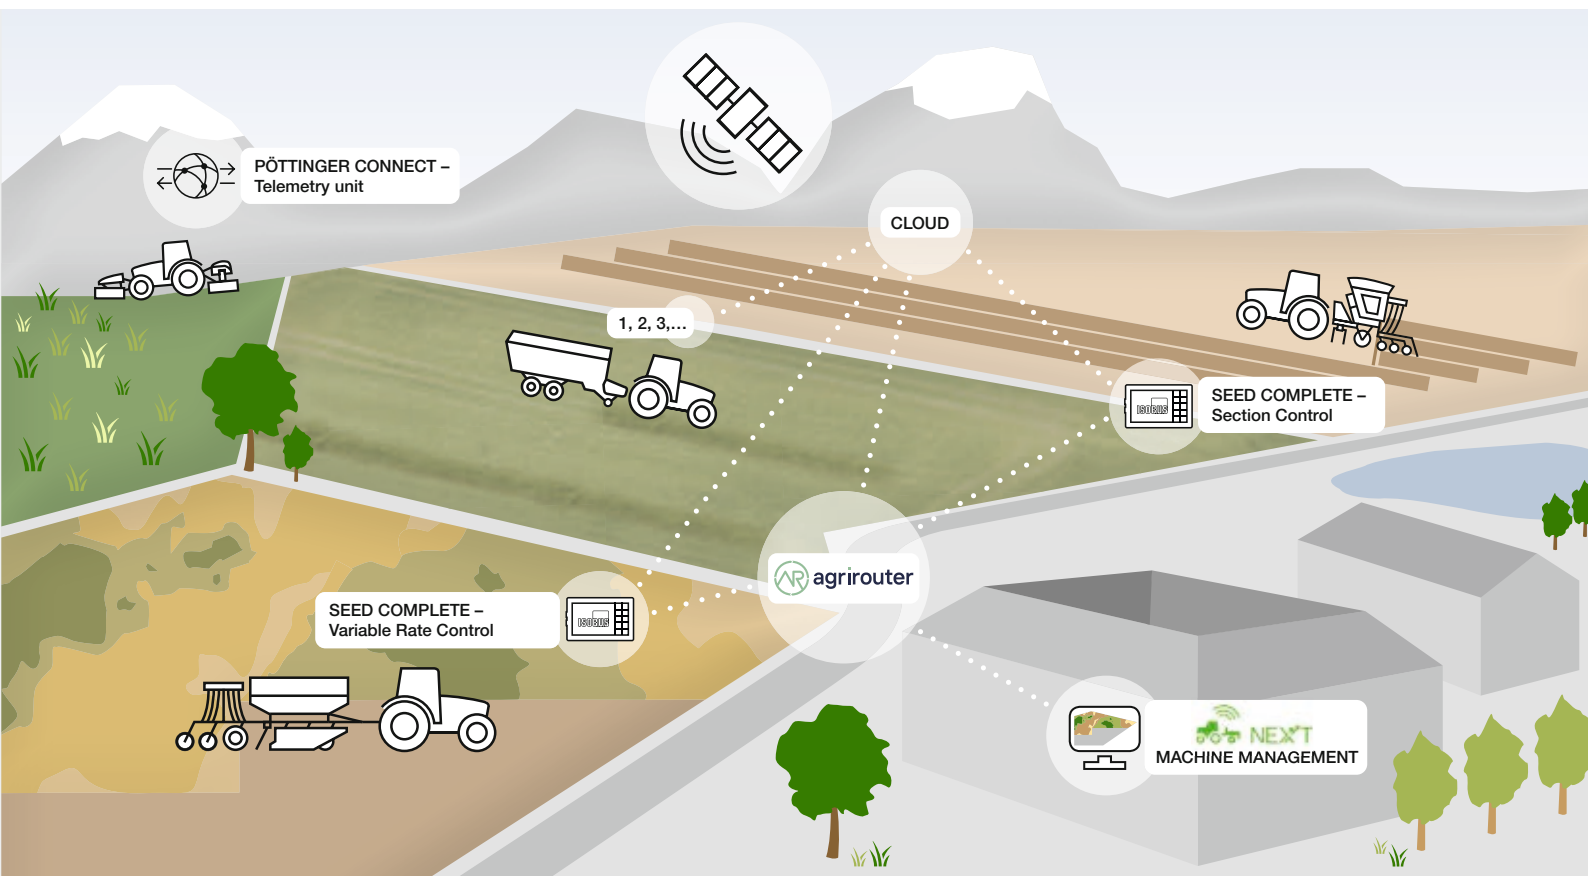 PÖTTINGER CONNECT –
Telemetry unit
CLOUD
1, 2, 3,…
ISOBUS
SEED COMPLETE –
Section Control
AR agrirouter
SEED COMPLETE –
Variable Rate Control
ISOBUS
NEXT
MACHINE MANAGEMENT